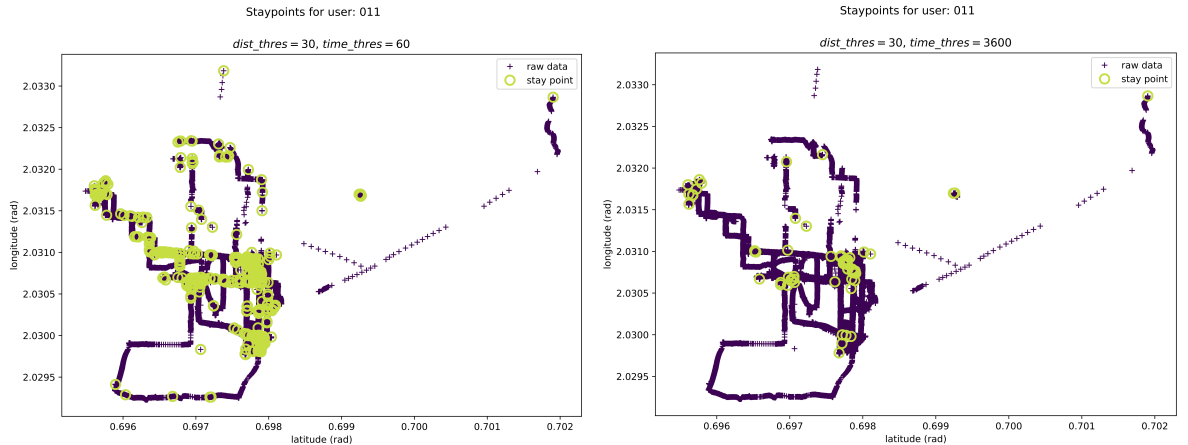 Staypoints for user: 011
dist_thres = 30, time_thres = 60
raw data
stay point
2.0330
2.0325
2.0320
2.0315
2.0310
2.0305
2.0300
2.0295
longitude (rad)
0.696
0.697
0.698
0.699
0.700
0.701
0.702
latitude (rad)
Staypoints for user: 011
dist_thres = 30, time_thres = 3600
raw data
stay point
2.0330
2.0325
2.0320
2.0315
2.0310
2.0305
2.0300
2.0295
longitude (rad)
0.696
0.697
0.698
0.699
0.700
0.701
0.702
latitude (rad)